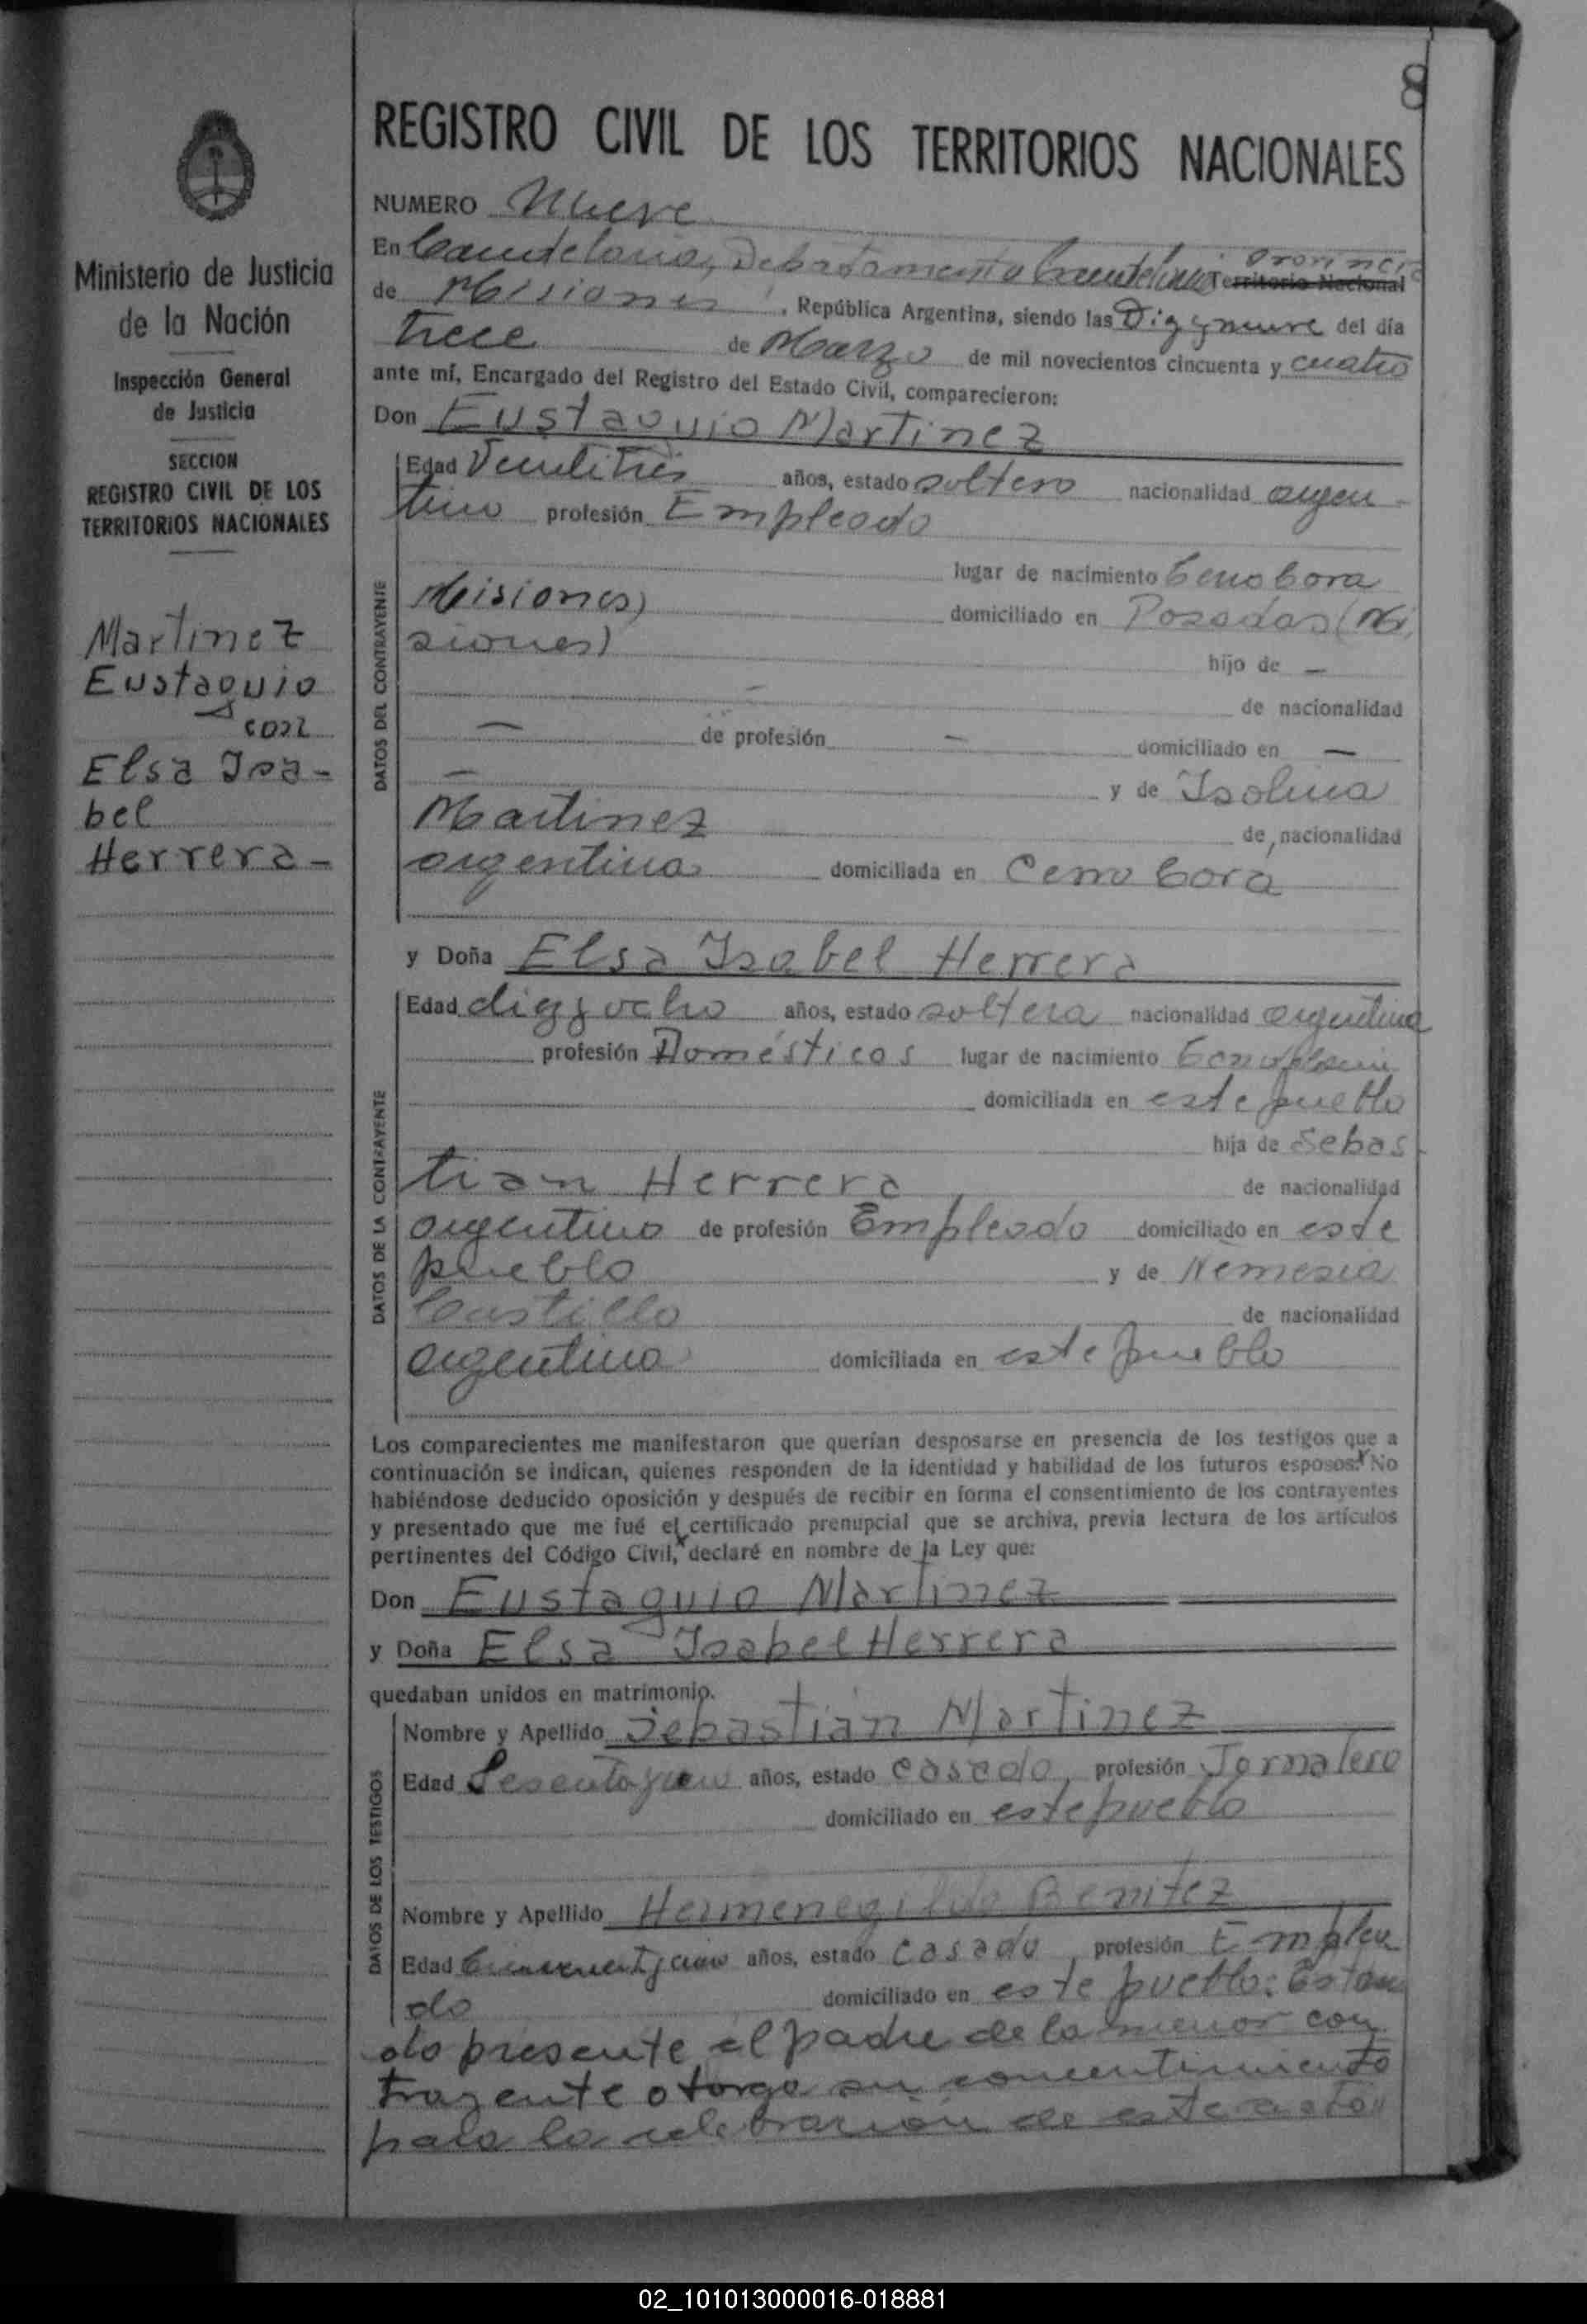 8
REGISTRO CIVIL DE LOS TERRITORIOS NACIONALES
Ministerio de Justicia
de la Nación
Inspección General
de Justicia
SECCION
REGISTRO CIVIL DE LOS
TERRITORIOS NACIONALES
Martinez
Eustaquio
con
Elsa Isa-
bel
Herrera-
NUMERO Nueve
En Candelaria, Departamento Candelaria Provincia Territorio Nacional
de Misiones, República Argentina, siendo las Diez y nueve del día
trece de Marzo de mil novecientos cincuenta y cuatro
ante mí, Encargado del Registro del Estado Civil, comparecieron:
Don Eustaquio Martinez
DATOS DEL CONTRAYENTE
Edad Veintitres años, estado soltero nacionalidad argen-
tino profesión Empleado
lugar de nacimiento Cerro Cora
Misiones) domiciliado en Posadas (Mi
siones) hijo de —
— de nacionalidad
— de profesión — domiciliado en —
— y de Isolina
Martinez de nacionalidad
argentina domiciliada en Cerro Cora
y Doña Elsa Isabel Herrera
DATOS DE LA CONTRAYENTE
Edad diez y ocho años, estado soltera nacionalidad argentina
profesión Domésticos lugar de nacimiento
domiciliada en este pueblo
hija de Sebas
tian Herrera de nacionalidad
argentino de profesión Empleado domiciliado en este
pueblo y de Nemesia
Castillo de nacionalidad
argentina domiciliada en este pueblo
Los comparecientes me manifestaron que querían desposarse en presencia de los testigos que a
continuación se indican, quienes responden de la identidad y habilidad de los futuros esposos. No
habiéndose deducido oposición y después de recibir en forma el consentimiento de los contrayentes
y presentado que me fué el certificado prenupcial que se archiva, previa lectura de los artículos
pertinentes del Código Civil, declaré en nombre de la Ley que:
Don Eustaquio Martinez
y Doña Elsa Isabel Herrera
quedaban unidos en matrimonio.
DATOS DE LOS TESTIGOS
Nombre y Apellido Sebastián Martinez
Edad años, estado casado, profesión Jornalero
domiciliado en este pueblo
Nombre y Apellido Hermenegildo Benitez
Edad años, estado Casado, profesión Emplea
do domiciliado en este pueblo: Estan
do presente el padre de la menor con
trayente otorga su concentimiento
para la celebración de este acto
02_101013000016-018881